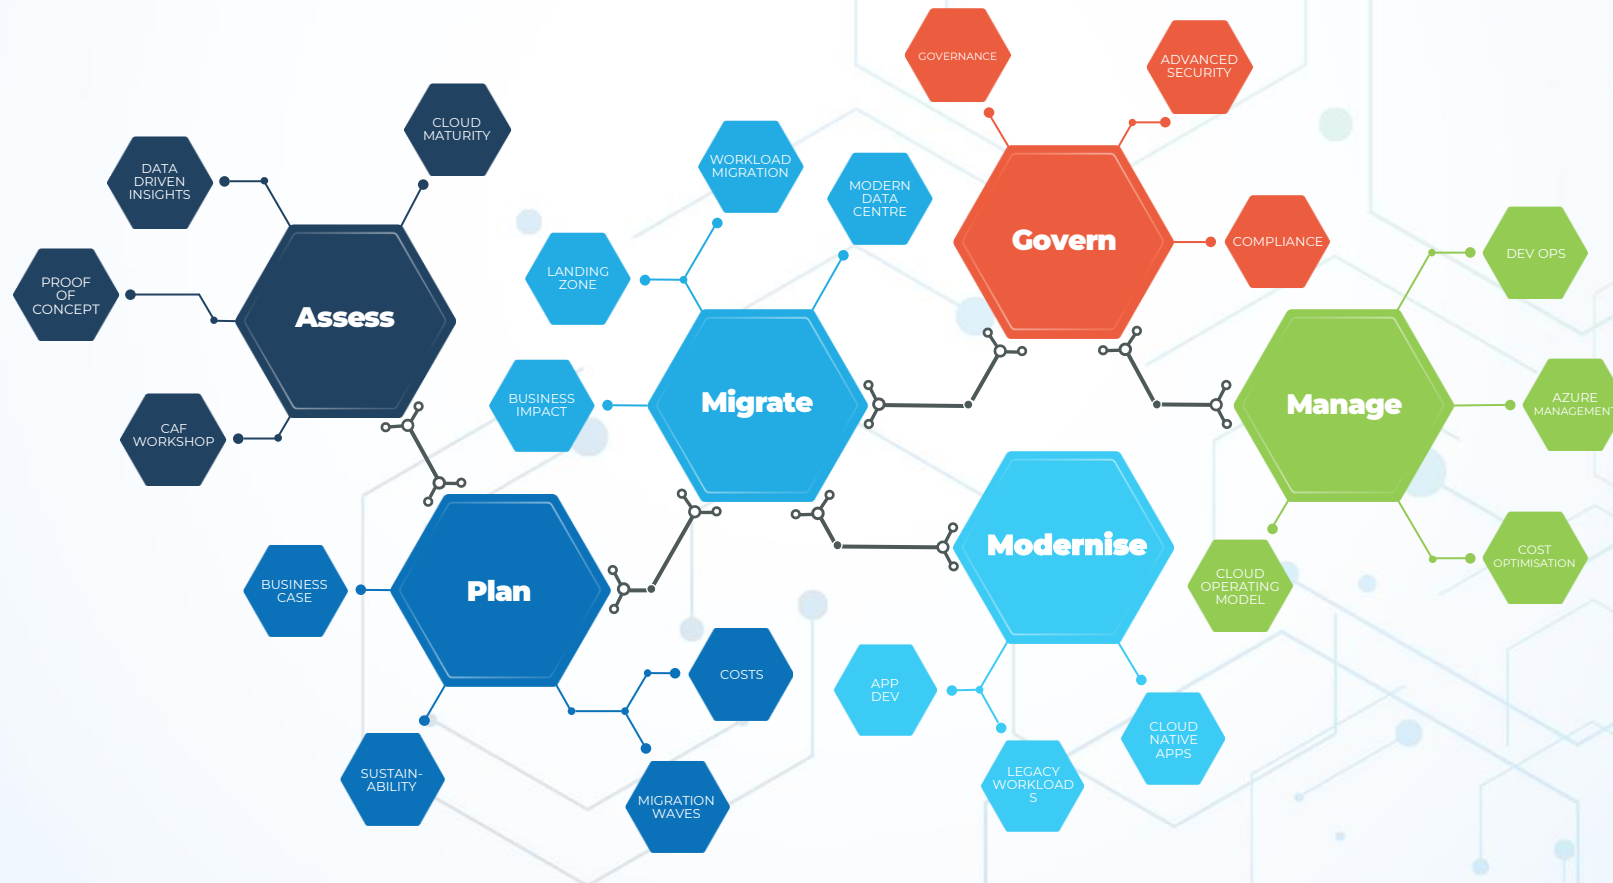 CLOUD
MATURITY
DATA
DRIVEN
INSIGHTS
PROOF
OF
CONCEPT
CAF
WORKSHOP
Assess
BUSINESS
CASE
Plan
SUSTAIN-
ABILITY
COSTS
MIGRATION
WAVES
WORKLOAD
MIGRATION
MODERN
DATA
CENTRE
LANDING
ZONE
BUSINESS
IMPACT
Migrate
GOVERNANCE
ADVANCED
SECURITY
Govern
COMPLIANCE
Modernise
APP
DEV
LEGACY
WORKLOAD
S
CLOUD
NATIVE
APPS
DEV OPS
Manage
AZURE
MANAGEMENT
COST
OPTIMISATION
CLOUD
OPERATING
MODEL